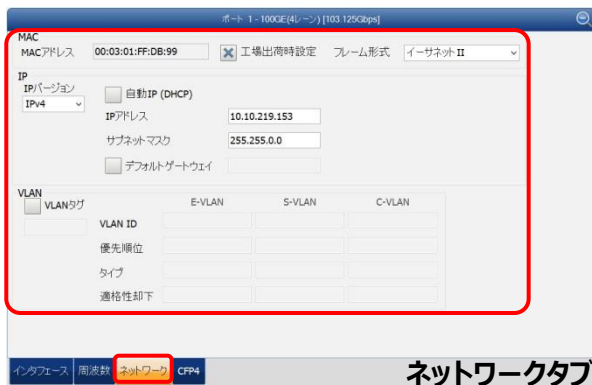 ポート 1 - 100GE(4レーン) [103.125Gbps]
MAC
MACアドレス 00:03:01:FF:DB:99 工場出荷時設定 フレーム形式 イーサネット II
IP
IPバージョン
自動IP (DHCP)
IPv4
IPアドレス 10.10.219.153
サブネットマスク 255.255.0.0
デフォルトゲートウェイ
VLAN
VLANタグ E-VLAN S-VLAN C-VLAN
VLAN ID
優先順位
タイプ
適格性却下
インタフェース 周波数 ネットワーク CFP4
ネットワークタブ